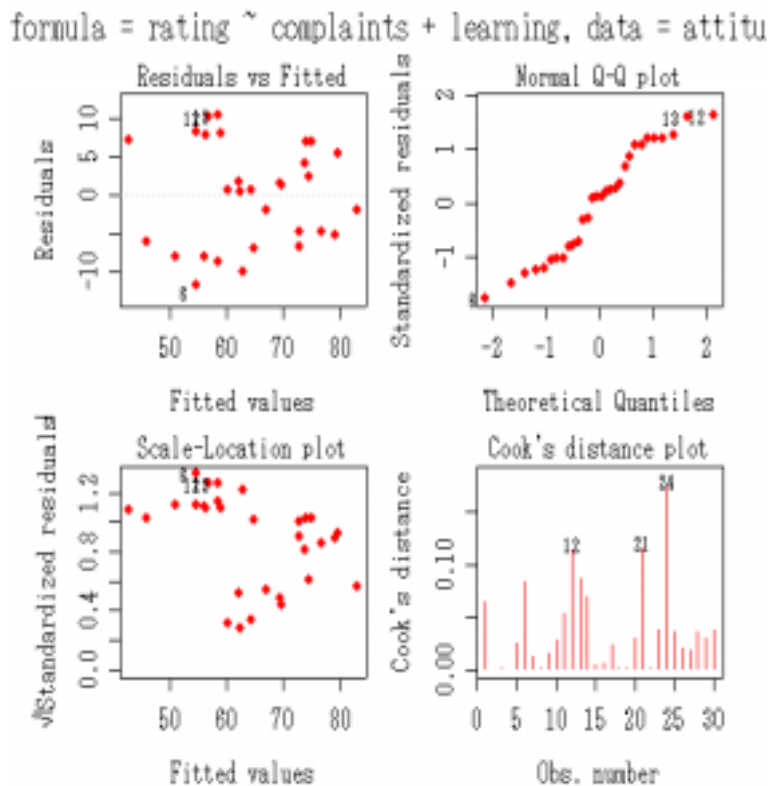 formula = rating ~ complaints + learning, data = attitu
Residuals vs Fitted
Residuals
10
5
0
-10
6
50 60 70 80
Fitted values
Normal Q-Q plot
Standardized residuals
2
1
0
-1
13 12
-2 -1 0 1 2
Theoretical Quantiles
Scale-Location plot
√|Standardized residuals|
1.2
0.8
0.4
0.0
50 60 70 80
Fitted values
Cook's distance plot
Cook's distance
0.10
0.00
12 21 24
0 5 10 15 20 25 30
Obs. number